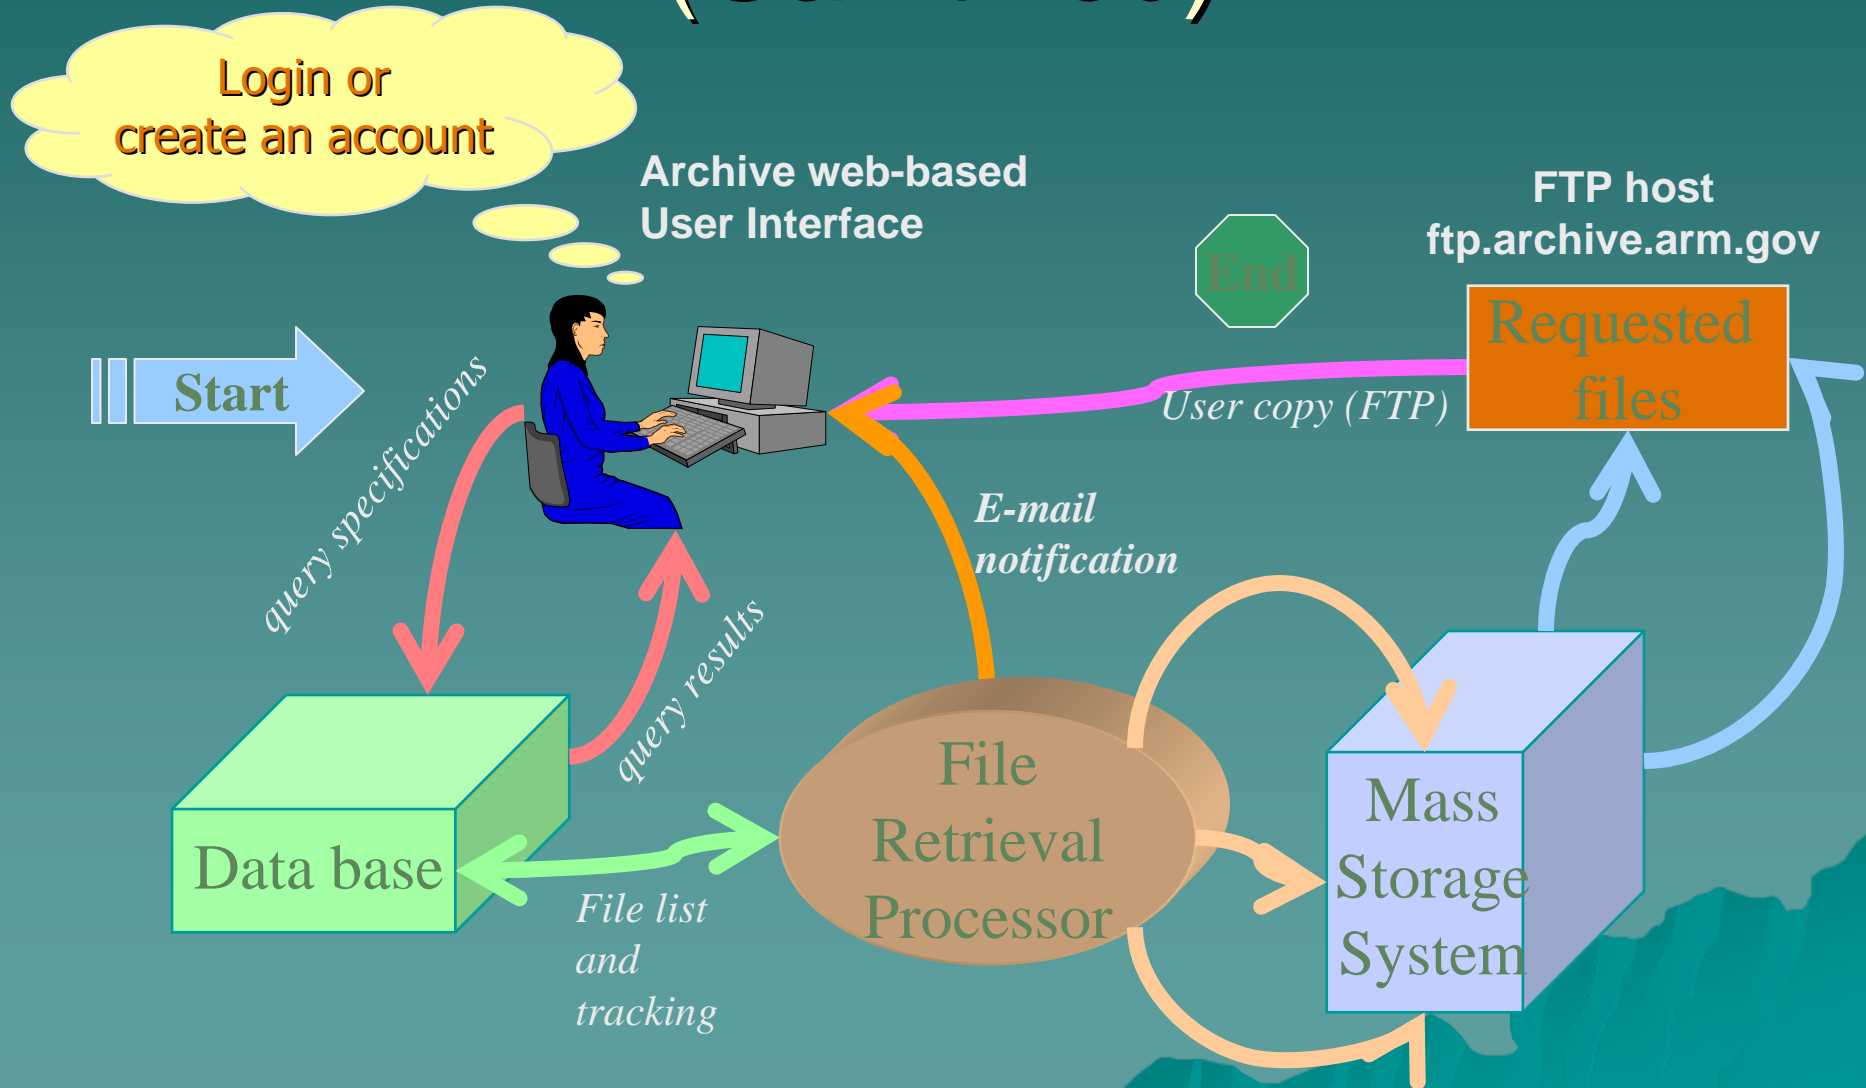 Login or
create an account
Archive web-based
User Interface
FTP host
ftp.archive.arm.gov
End
Requested
files
Start
User copy (FTP)
query specifications
E-mail
notification
query results
File
Retrieval
Processor
Mass
Storage
System
Data base
File list
and
tracking